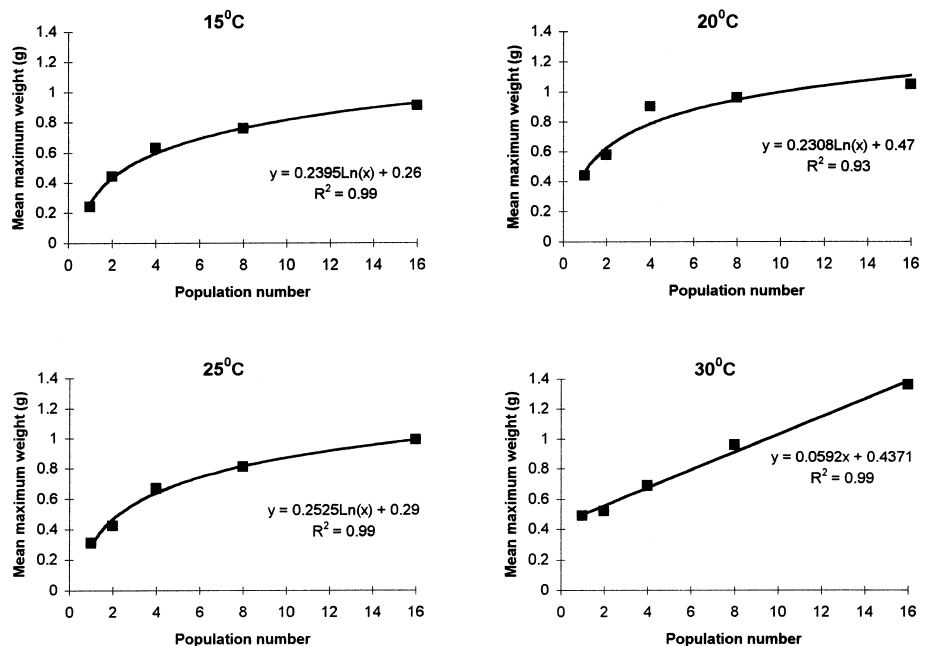 15⁰C
Mean maximum weight (g)
1.4
1.2
1
0.8
0.6
0.4
0.2
0
y = 0.2395Ln(x) + 0.26
R² = 0.99
0 2 4 6 8 10 12 14 16
Population number
20⁰C
Mean maximum weight (g)
1.4
1.2
1
0.8
0.6
0.4
0.2
0
y = 0.2308Ln(x) + 0.47
R² = 0.93
0 2 4 6 8 10 12 14 16
Population number
25⁰C
Mean maximum weight (g)
1.4
1.2
1
0.8
0.6
0.4
0.2
0
y = 0.2525Ln(x) + 0.29
R² = 0.99
0 2 4 6 8 10 12 14 16
Population number
30⁰C
Mean maximum weight (g)
1.4
1.2
1
0.8
0.6
0.4
0.2
0
y = 0.0592x + 0.4371
R² = 0.99
0 2 4 6 8 10 12 14 16
Population number